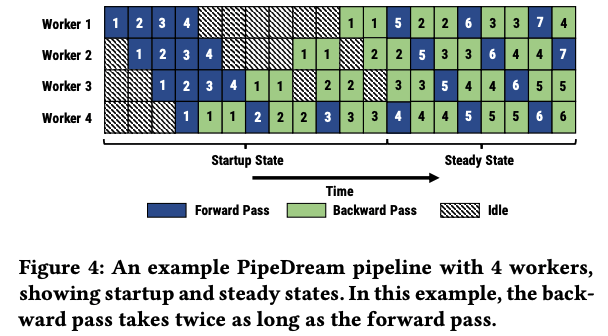 Worker 1 1 2 3 4 1 1 5 2 2 6 3 3 7 4
Worker 2 1 2 3 4 1 1 2 2 5 3 3 6 4 4 7
Worker 3 1 2 3 4 1 1 2 2 3 3 5 4 4 6 5 5
Worker 4 1 1 1 2 2 2 3 3 3 4 4 4 5 5 5 6 6
Startup State Steady State
Time
Forward Pass Backward Pass Idle
Figure 4: An example PipeDream pipeline with 4 workers,
showing startup and steady states. In this example, the back-
ward pass takes twice as long as the forward pass.